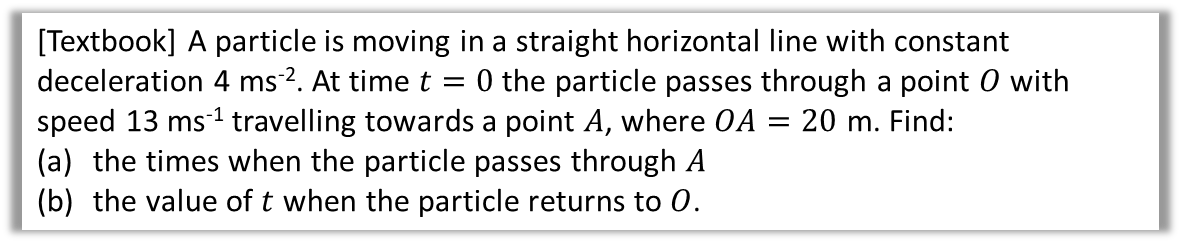 [Textbook] A particle is moving in a straight horizontal line with constant
deceleration 4 ms⁻². At time t = 0 the particle passes through a point O with
speed 13 ms⁻¹ travelling towards a point A, where OA = 20 m. Find:
(a) the times when the particle passes through A
(b) the value of t when the particle returns to O.